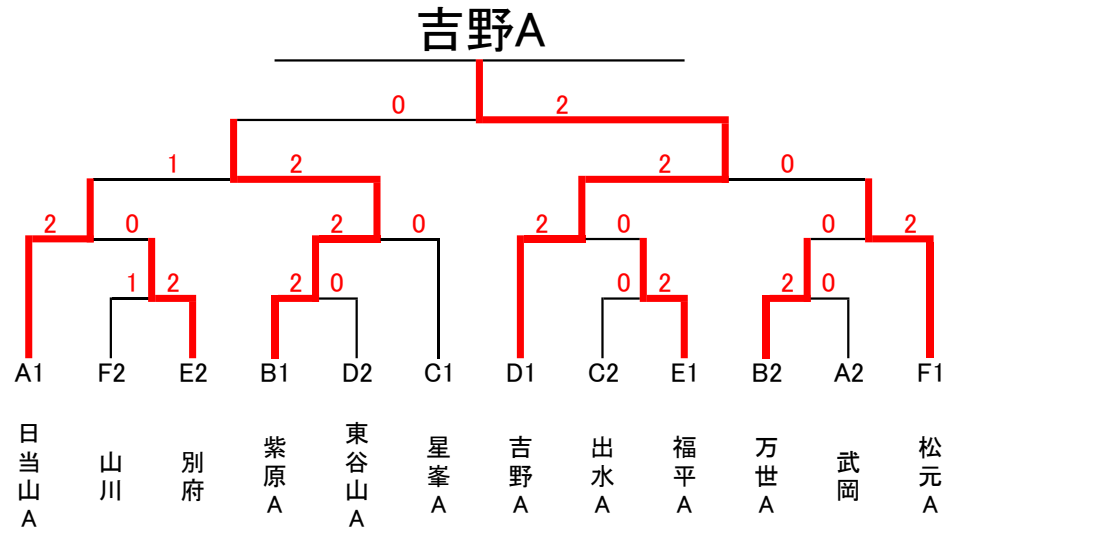 吉野A
0 2
1 2 2 0
2 0 2 0 2 0 0 2
1 2 2 0 0 2 2 0
A1 F2 E2 B1 D2 C1 D1 C2 E1 B2 A2 F1
日当山A 山川 別府 紫原A 東谷山A 星峯A 吉野A 出水A 福平A 万世A 武岡 松元A